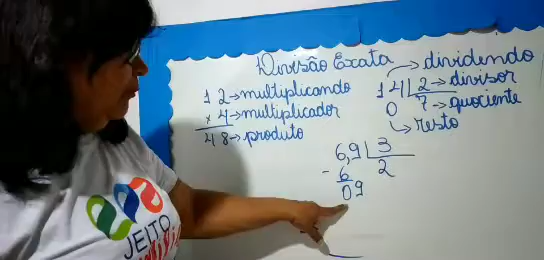 Divisão Exata
12→multiplicando
x 4→multiplicador
48→produto
→dividendo
14 2→divisor
0 7→quociente
→resto
6,9 3
- 6 2
09
JEITO